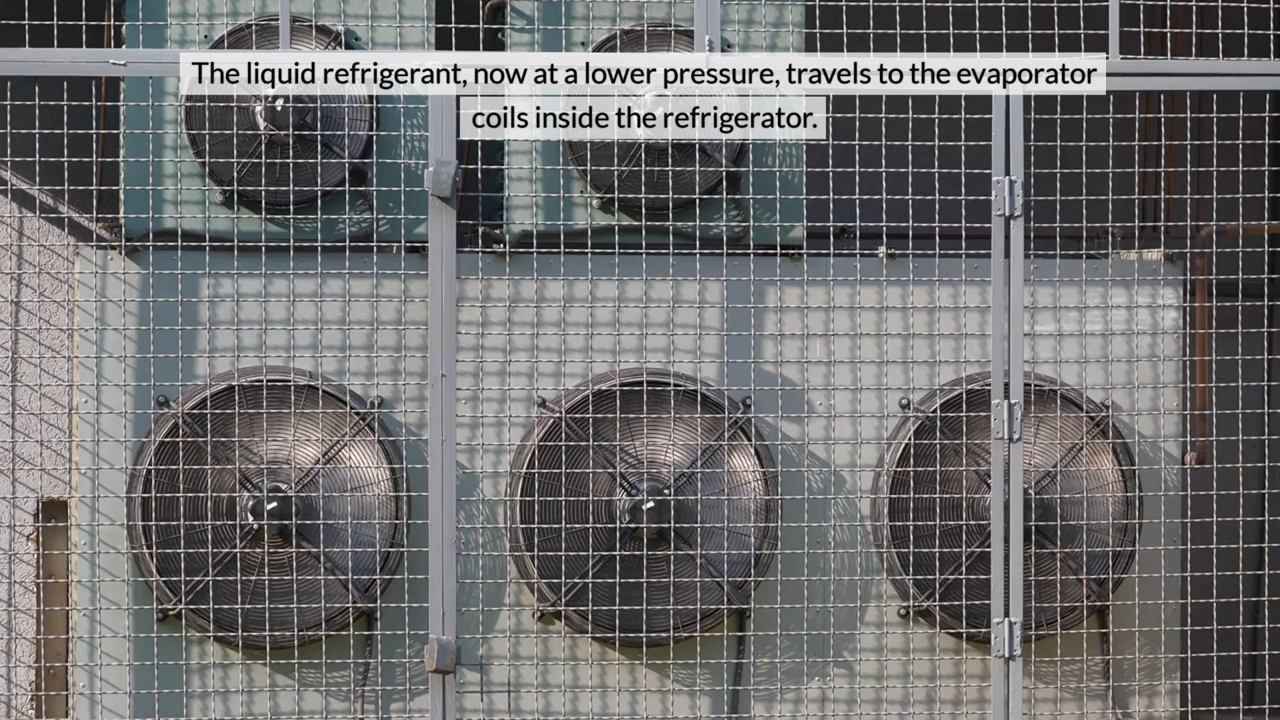 The liquid refrigerant, now at a lower pressure, travels to the evaporator
coils inside the refrigerator.